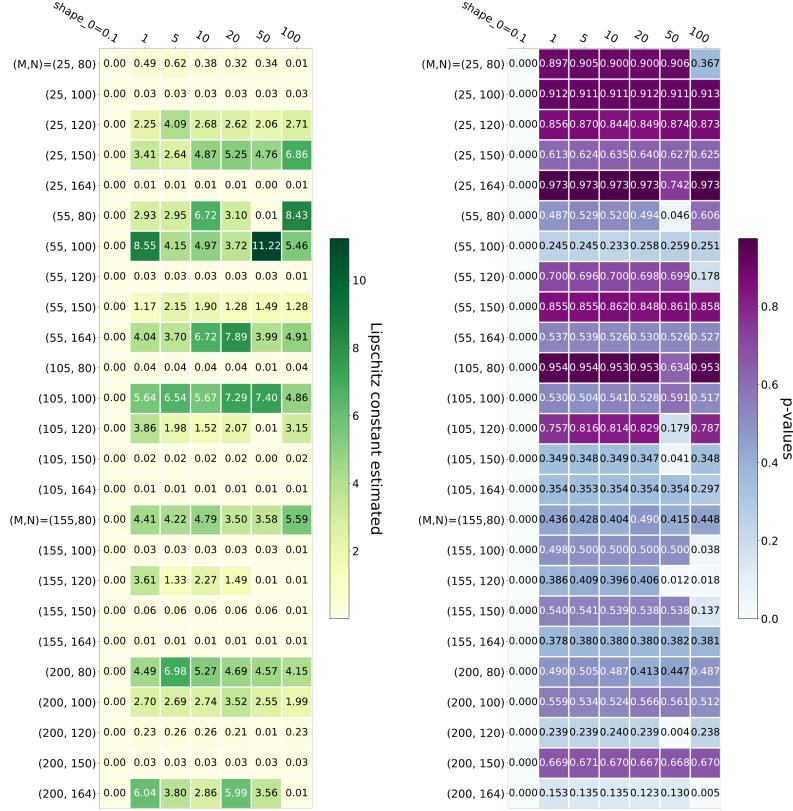 shape_0=0.1 1 5 10 20 50 100
(M,N)=(25, 80) 0.00 0.49 0.62 0.38 0.32 0.34 0.01
(25, 100) 0.00 0.03 0.03 0.03 0.03 0.03 0.03
(25, 120) 0.00 2.25 4.09 2.68 2.62 2.06 2.71
(25, 150) 0.00 3.41 2.64 4.87 5.25 4.76 6.86
(25, 164) 0.00 0.01 0.01 0.01 0.01 0.00 0.01
(55, 80) 0.00 2.93 2.95 6.72 3.10 0.01 8.43
(55, 100) 0.00 8.55 4.15 4.97 3.72 11.22 5.46
(55, 120) 0.00 0.03 0.03 0.03 0.03 0.03 0.01
(55, 150) 0.00 1.17 2.15 1.90 1.28 1.49 1.28
(55, 164) 0.00 4.04 3.70 6.72 7.89 3.99 4.91
(105, 80) 0.00 0.04 0.04 0.04 0.04 0.01 0.04
(105, 100) 0.00 5.64 6.54 5.67 7.29 7.40 4.86
(105, 120) 0.00 3.86 1.98 1.52 2.07 0.01 3.15
(105, 150) 0.00 0.02 0.02 0.02 0.02 0.01 0.02
(105, 164) 0.00 0.01 0.01 0.01 0.01 0.01 0.01
(M,N)=(155,80) 0.00 4.41 4.22 4.79 3.50 3.58 5.59
(155, 100) 0.00 0.03 0.03 0.03 0.03 0.03 0.01
(155, 120) 0.00 3.61 1.33 2.27 1.49 0.01 0.01
(155, 150) 0.00 0.06 0.06 0.06 0.06 0.06 0.01
(155, 164) 0.00 0.01 0.01 0.01 0.01 0.01 0.01
(200, 80) 0.00 4.49 6.98 5.27 4.69 4.57 4.15
(200, 100) 0.00 2.70 2.69 2.74 3.52 2.55 1.99
(200, 120) 0.00 0.23 0.26 0.26 0.21 0.01 0.23
(200, 150) 0.00 0.03 0.03 0.03 0.03 0.03 0.03
(200, 164) 0.00 6.04 3.80 2.86 5.99 3.56 0.01
10
8
6
4
2
Lipschitz constant estimated
shape_0=0.1 1 5 10 20 50 100
(M,N)=(25, 80) 0.000 0.897 0.905 0.900 0.900 0.906 0.367
(25, 100) 0.000 0.912 0.911 0.911 0.912 0.911 0.913
(25, 120) 0.000 0.856 0.870 0.844 0.849 0.874 0.873
(25, 150) 0.000 0.613 0.624 0.635 0.640 0.627 0.625
(25, 164) 0.000 0.973 0.973 0.973 0.973 0.742 0.973
(55, 80) 0.000 0.487 0.529 0.520 0.494 0.046 0.606
(55, 100) 0.000 0.245 0.245 0.233 0.258 0.259 0.251
(55, 120) 0.000 0.700 0.696 0.700 0.698 0.699 0.178
(55, 150) 0.000 0.855 0.855 0.862 0.848 0.861 0.858
(55, 164) 0.000 0.537 0.539 0.526 0.530 0.526 0.527
(105, 80) 0.000 0.954 0.954 0.953 0.953 0.634 0.953
(105, 100) 0.000 0.530 0.504 0.541 0.528 0.591 0.517
(105, 120) 0.000 0.757 0.816 0.814 0.829 0.179 0.787
(105, 150) 0.000 0.349 0.348 0.349 0.347 0.041 0.348
(105, 164) 0.000 0.354 0.353 0.354 0.354 0.354 0.297
(M,N)=(155,80) 0.000 0.436 0.428 0.404 0.490 0.415 0.448
(155, 100) 0.000 0.498 0.500 0.500 0.500 0.500 0.038
(155, 120) 0.000 0.386 0.409 0.396 0.406 0.012 0.018
(155, 150) 0.000 0.540 0.541 0.539 0.538 0.538 0.137
(155, 164) 0.000 0.378 0.380 0.380 0.380 0.382 0.381
(200, 80) 0.000 0.490 0.505 0.487 0.413 0.447 0.487
(200, 100) 0.000 0.559 0.534 0.524 0.566 0.561 0.512
(200, 120) 0.000 0.239 0.239 0.240 0.239 0.004 0.238
(200, 150) 0.000 0.669 0.671 0.670 0.667 0.668 0.670
(200, 164) 0.000 0.153 0.135 0.135 0.123 0.130 0.005
0.8
0.6
0.4
0.2
0.0
p-values